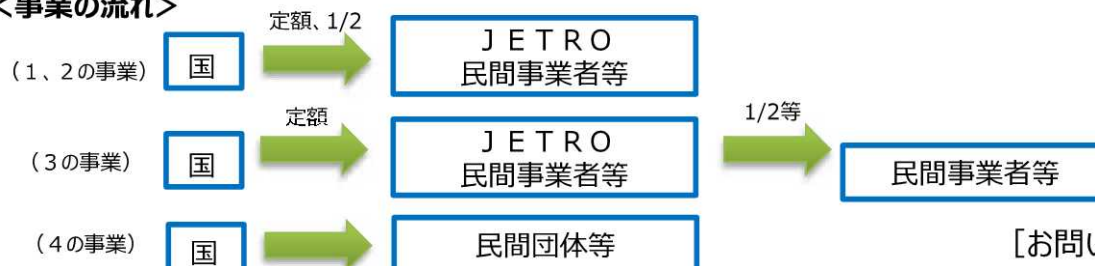 <事業の流れ>
定額、1/2
(1、2の事業)
国
JETRO
民間事業者等
定額
(3の事業)
国
JETRO
民間事業者等
1/2等
民間事業者等
(4の事業)
国
民間団体等
[お問い